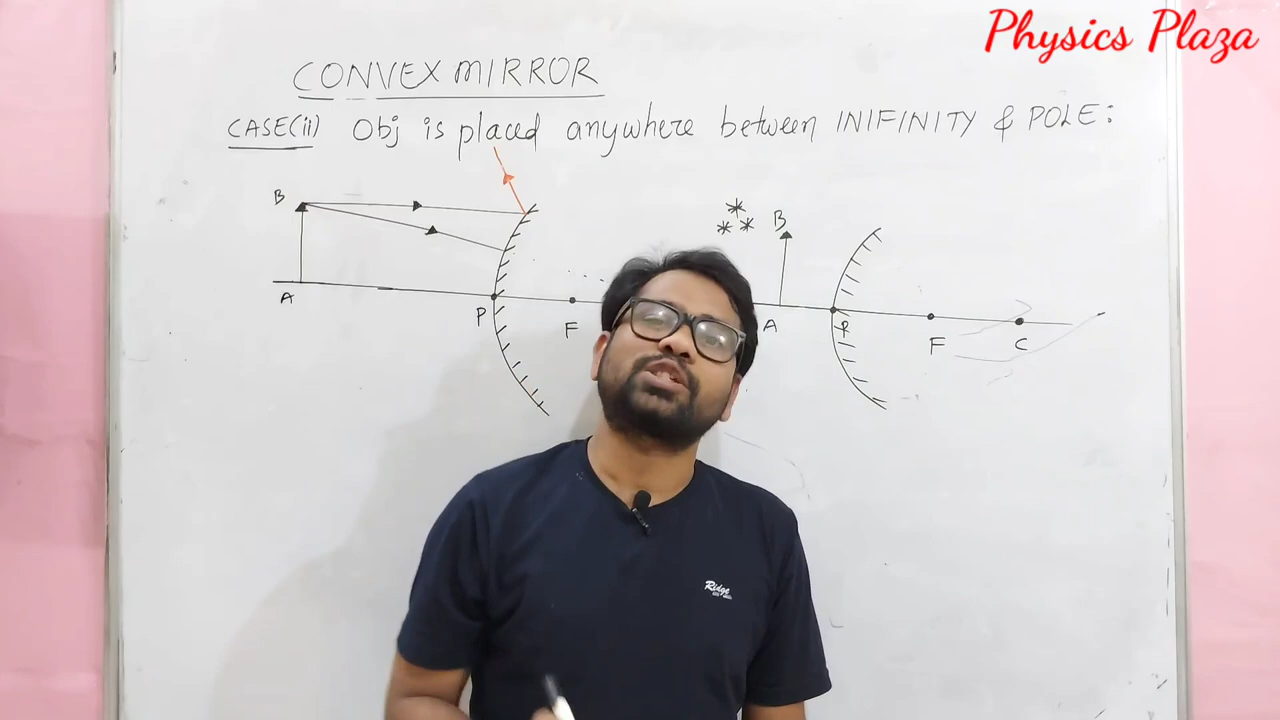 Physics Plaza
CONVEX MIRROR
CASE(ii) Obj is placed anywhere between INIFINITY & POLE:
B
A
P
F
B
A
P
F
C
Ridge